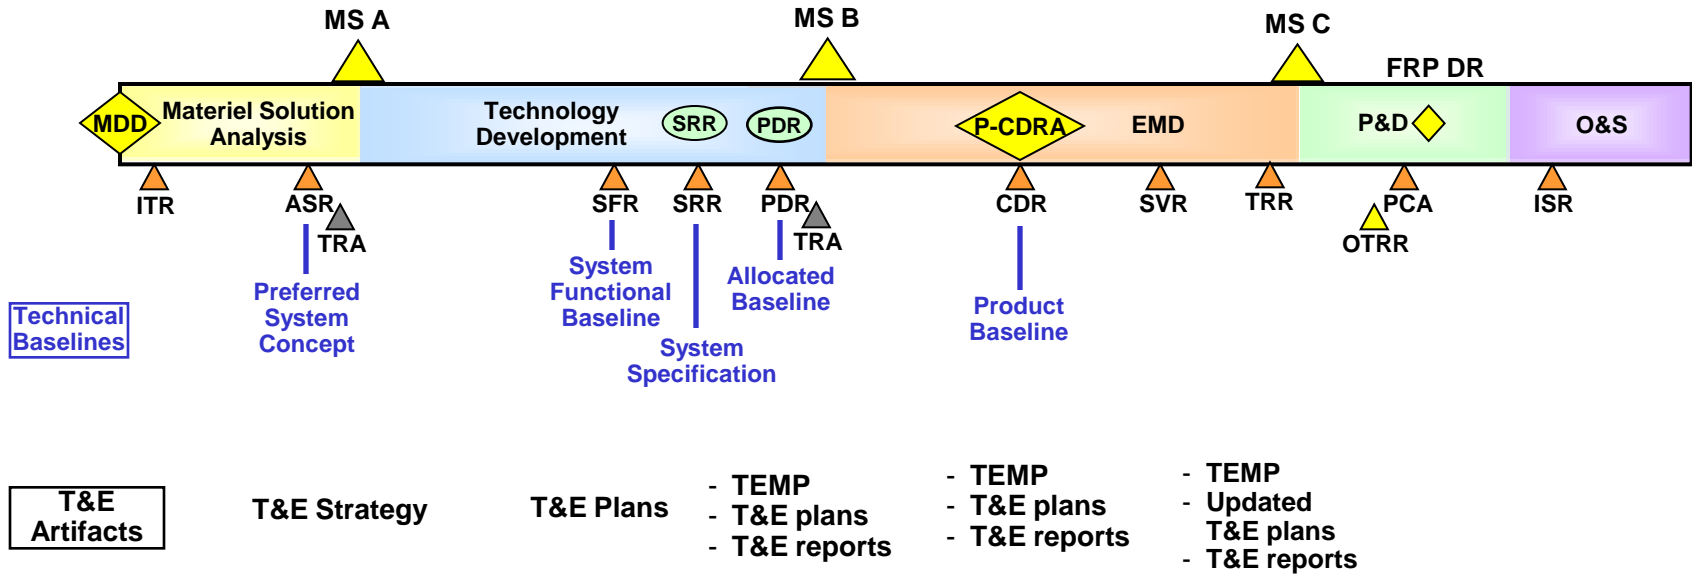 MS A
MS B
MS C
FRP DR
MDD
Materiel Solution
Analysis
Technology
Development
SRR
PDR
P-CDRA
EMD
P&D
O&S
ITR
ASR
TRA
SFR
SRR
PDR
TRA
CDR
SVR
TRR
PCA
OTRR
ISR
Technical
Baselines
Preferred
System
Concept
System
Functional
Baseline
System
Specification
Allocated
Baseline
Product
Baseline
T&E
Artifacts
T&E Strategy
T&E Plans
- TEMP
- T&E plans
- T&E reports
- TEMP
- T&E plans
- T&E reports
- TEMP
- Updated
T&E plans
- T&E reports